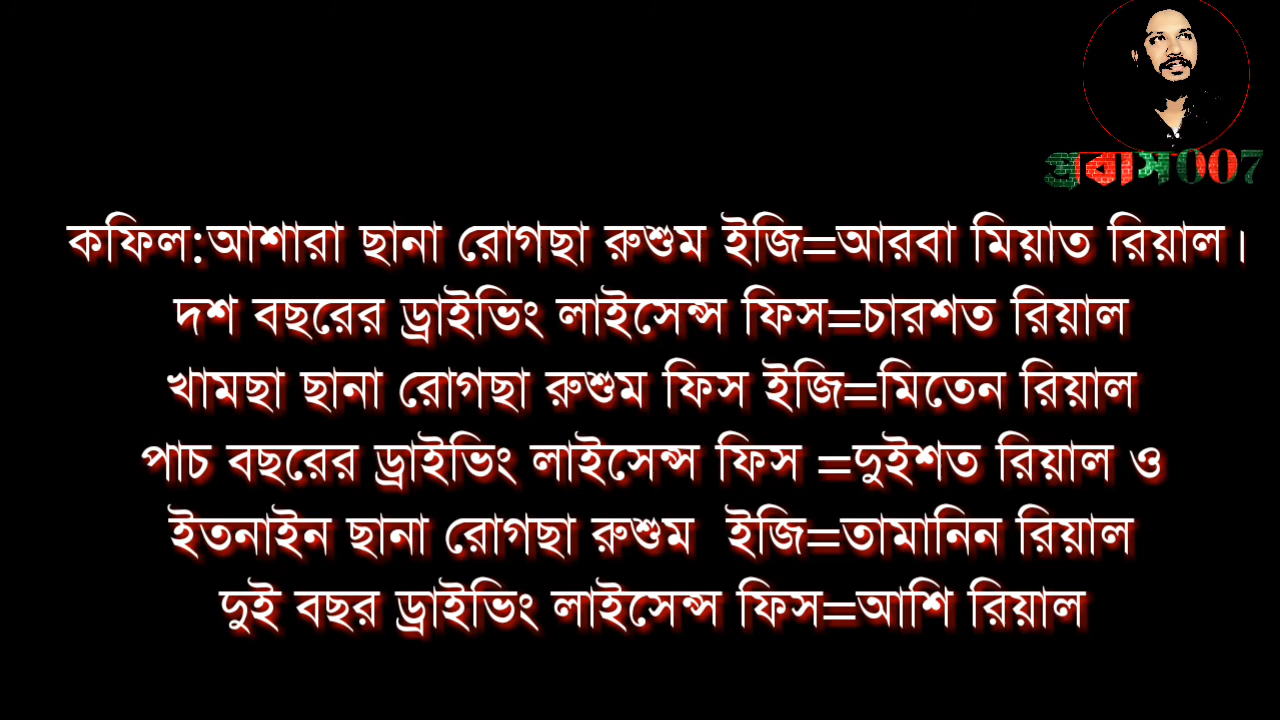 প্রবাস007
কফিল:আশারা ছানা রোগছা রুশুম ইজি=আরবা মিয়াত রিয়াল।
দশ বছরের ড্রাইভিং লাইসেন্স ফিস=চারশত রিয়াল
খামছা ছানা রোগছা রুশুম ফিস ইজি=মিতেন রিয়াল
পাচ বছরের ড্রাইভিং লাইসেন্স ফিস =দুইশত রিয়াল ও
ইতনাইন ছানা রোগছা রুশুম ইজি=তামানিন রিয়াল
দুই বছর ড্রাইভিং লাইসেন্স ফিস=আশি রিয়াল